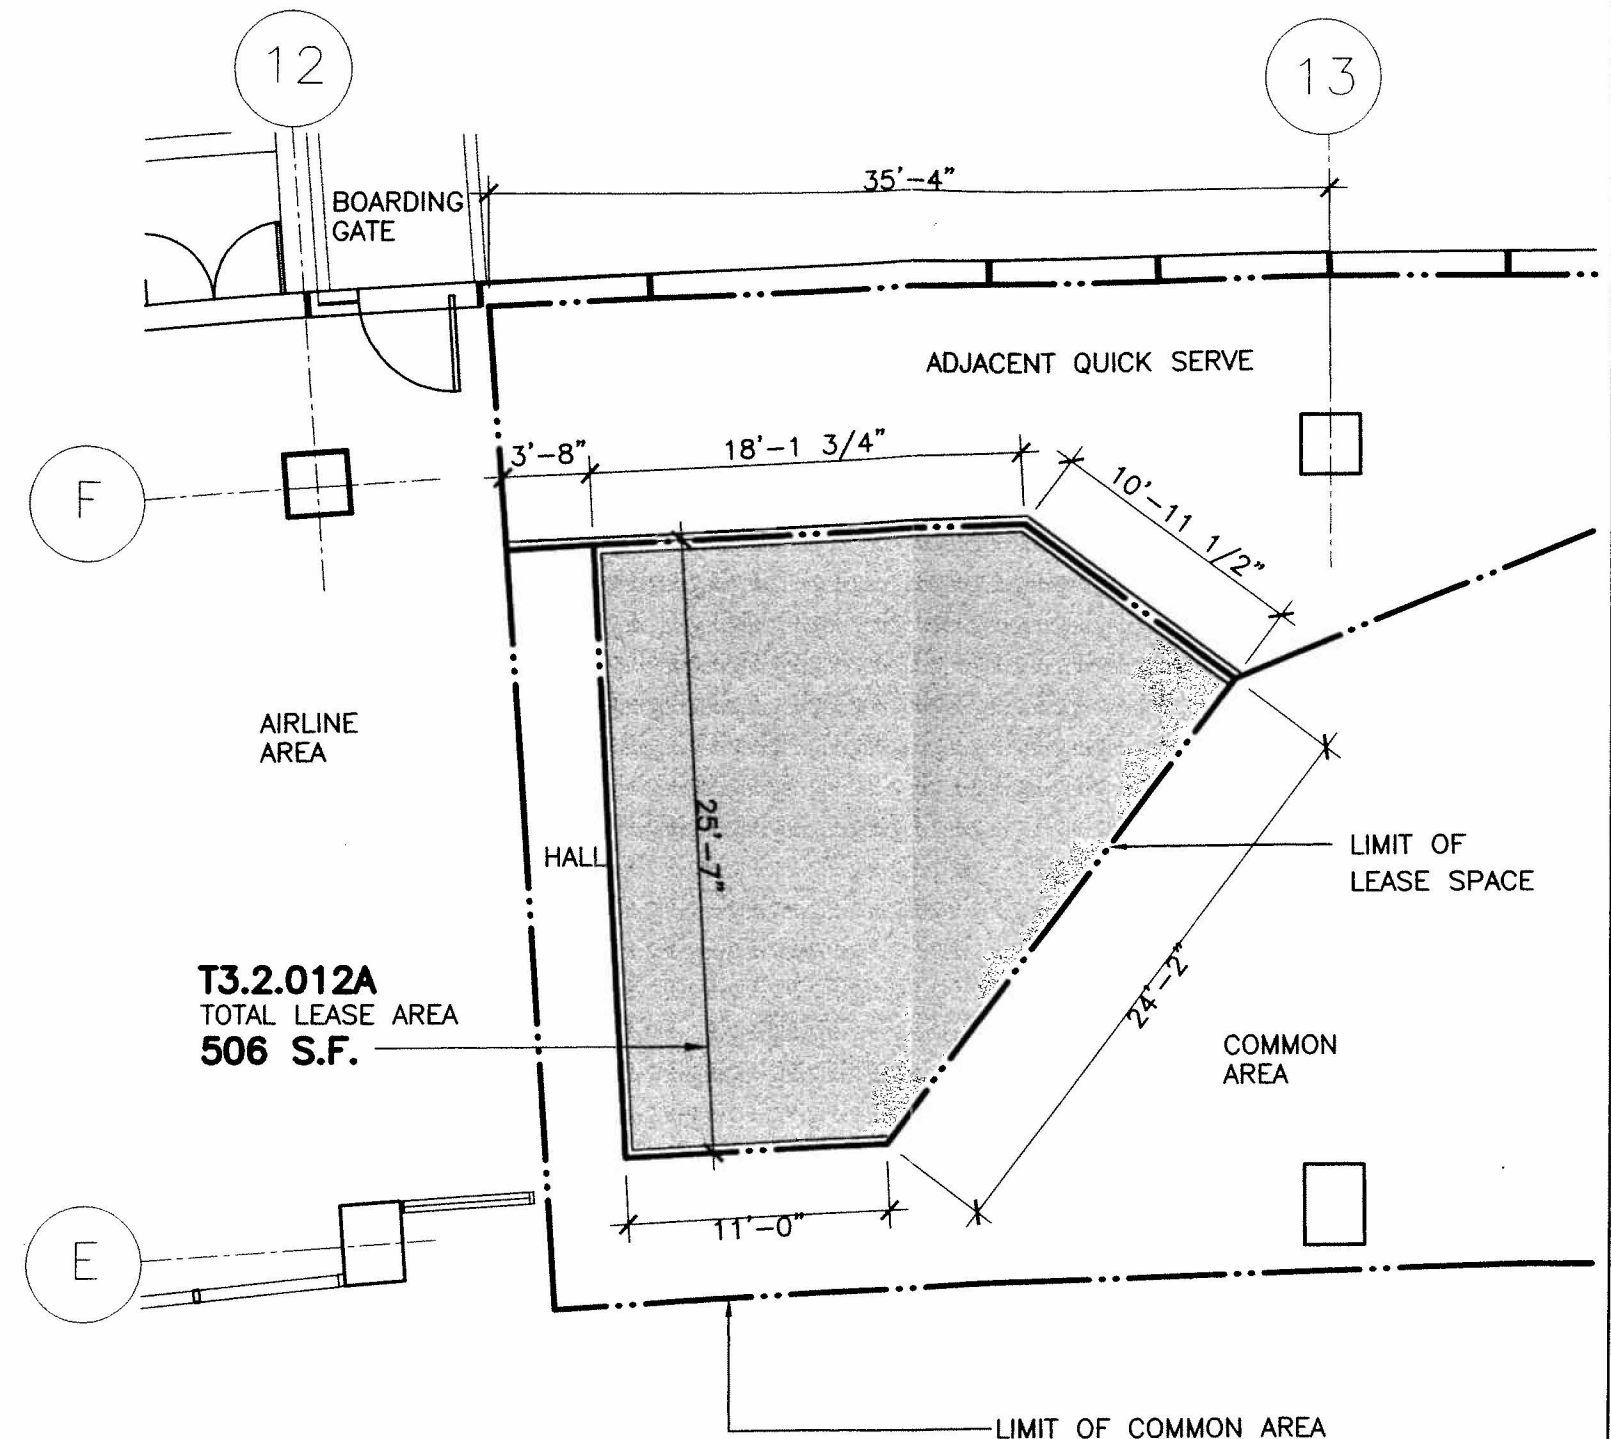 12
13
35'-4"
BOARDING
GATE
ADJACENT QUICK SERVE
3'-8"
18'-1 3/4"
10'-11 1/2"
F
AIRLINE
AREA
25'-7"
HALL
LIMIT OF
LEASE SPACE
T3.2.012A
TOTAL LEASE AREA
506 S.F.
24'-2"
COMMON
AREA
11'-0"
E
LIMIT OF COMMON AREA